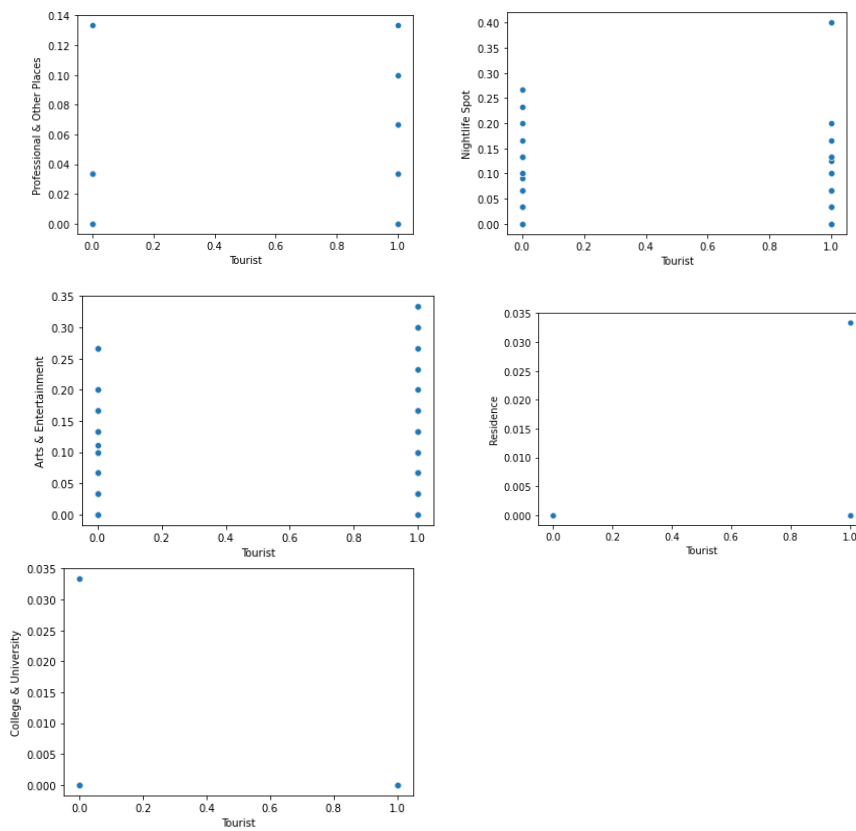 0.14
0.12
0.10
0.08
0.06
0.04
0.02
0.00
Professional & Other Places
0.0 0.2 0.4 0.6 0.8 1.0
Tourist
0.40
0.35
0.30
0.25
0.20
0.15
0.10
0.05
0.00
Nightlife Spot
0.0 0.2 0.4 0.6 0.8 1.0
Tourist
0.35
0.30
0.25
0.20
0.15
0.10
0.05
0.00
Arts & Entertainment
0.0 0.2 0.4 0.6 0.8 1.0
Tourist
0.035
0.030
0.025
0.020
0.015
0.010
0.005
0.000
Residence
0.0 0.2 0.4 0.6 0.8 1.0
Tourist
0.035
0.030
0.025
0.020
0.015
0.010
0.005
0.000
College & University
0.0 0.2 0.4 0.6 0.8 1.0
Tourist